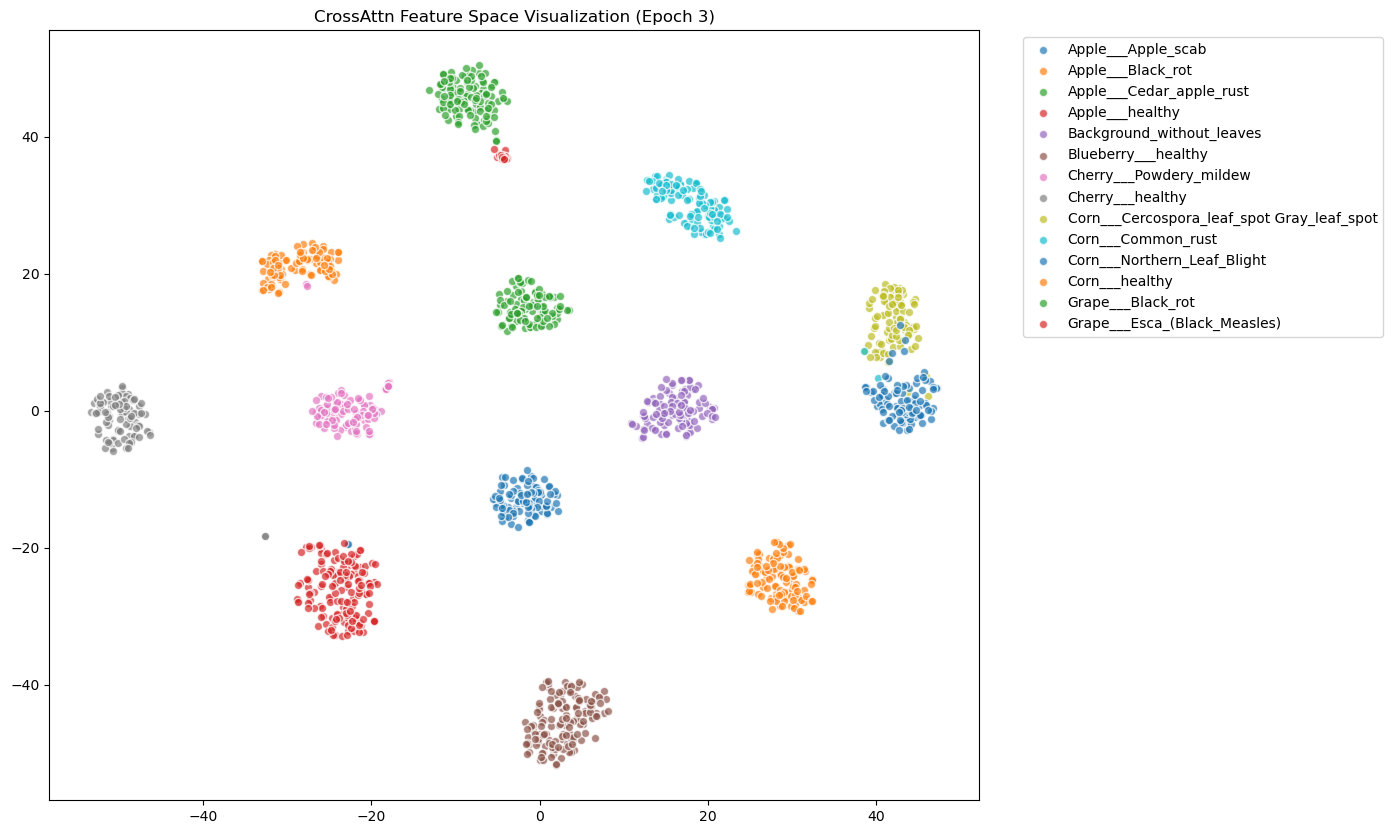 CrossAttn Feature Space Visualization (Epoch 3)
40
20
0
−20
−40
−40
−20
0
20
40
Apple___Apple_scab
Apple___Black_rot
Apple___Cedar_apple_rust
Apple___healthy
Background_without_leaves
Blueberry___healthy
Cherry___Powdery_mildew
Cherry___healthy
Corn___Cercospora_leaf_spot Gray_leaf_spot
Corn___Common_rust
Corn___Northern_Leaf_Blight
Corn___healthy
Grape___Black_rot
Grape___Esca_(Black_Measles)